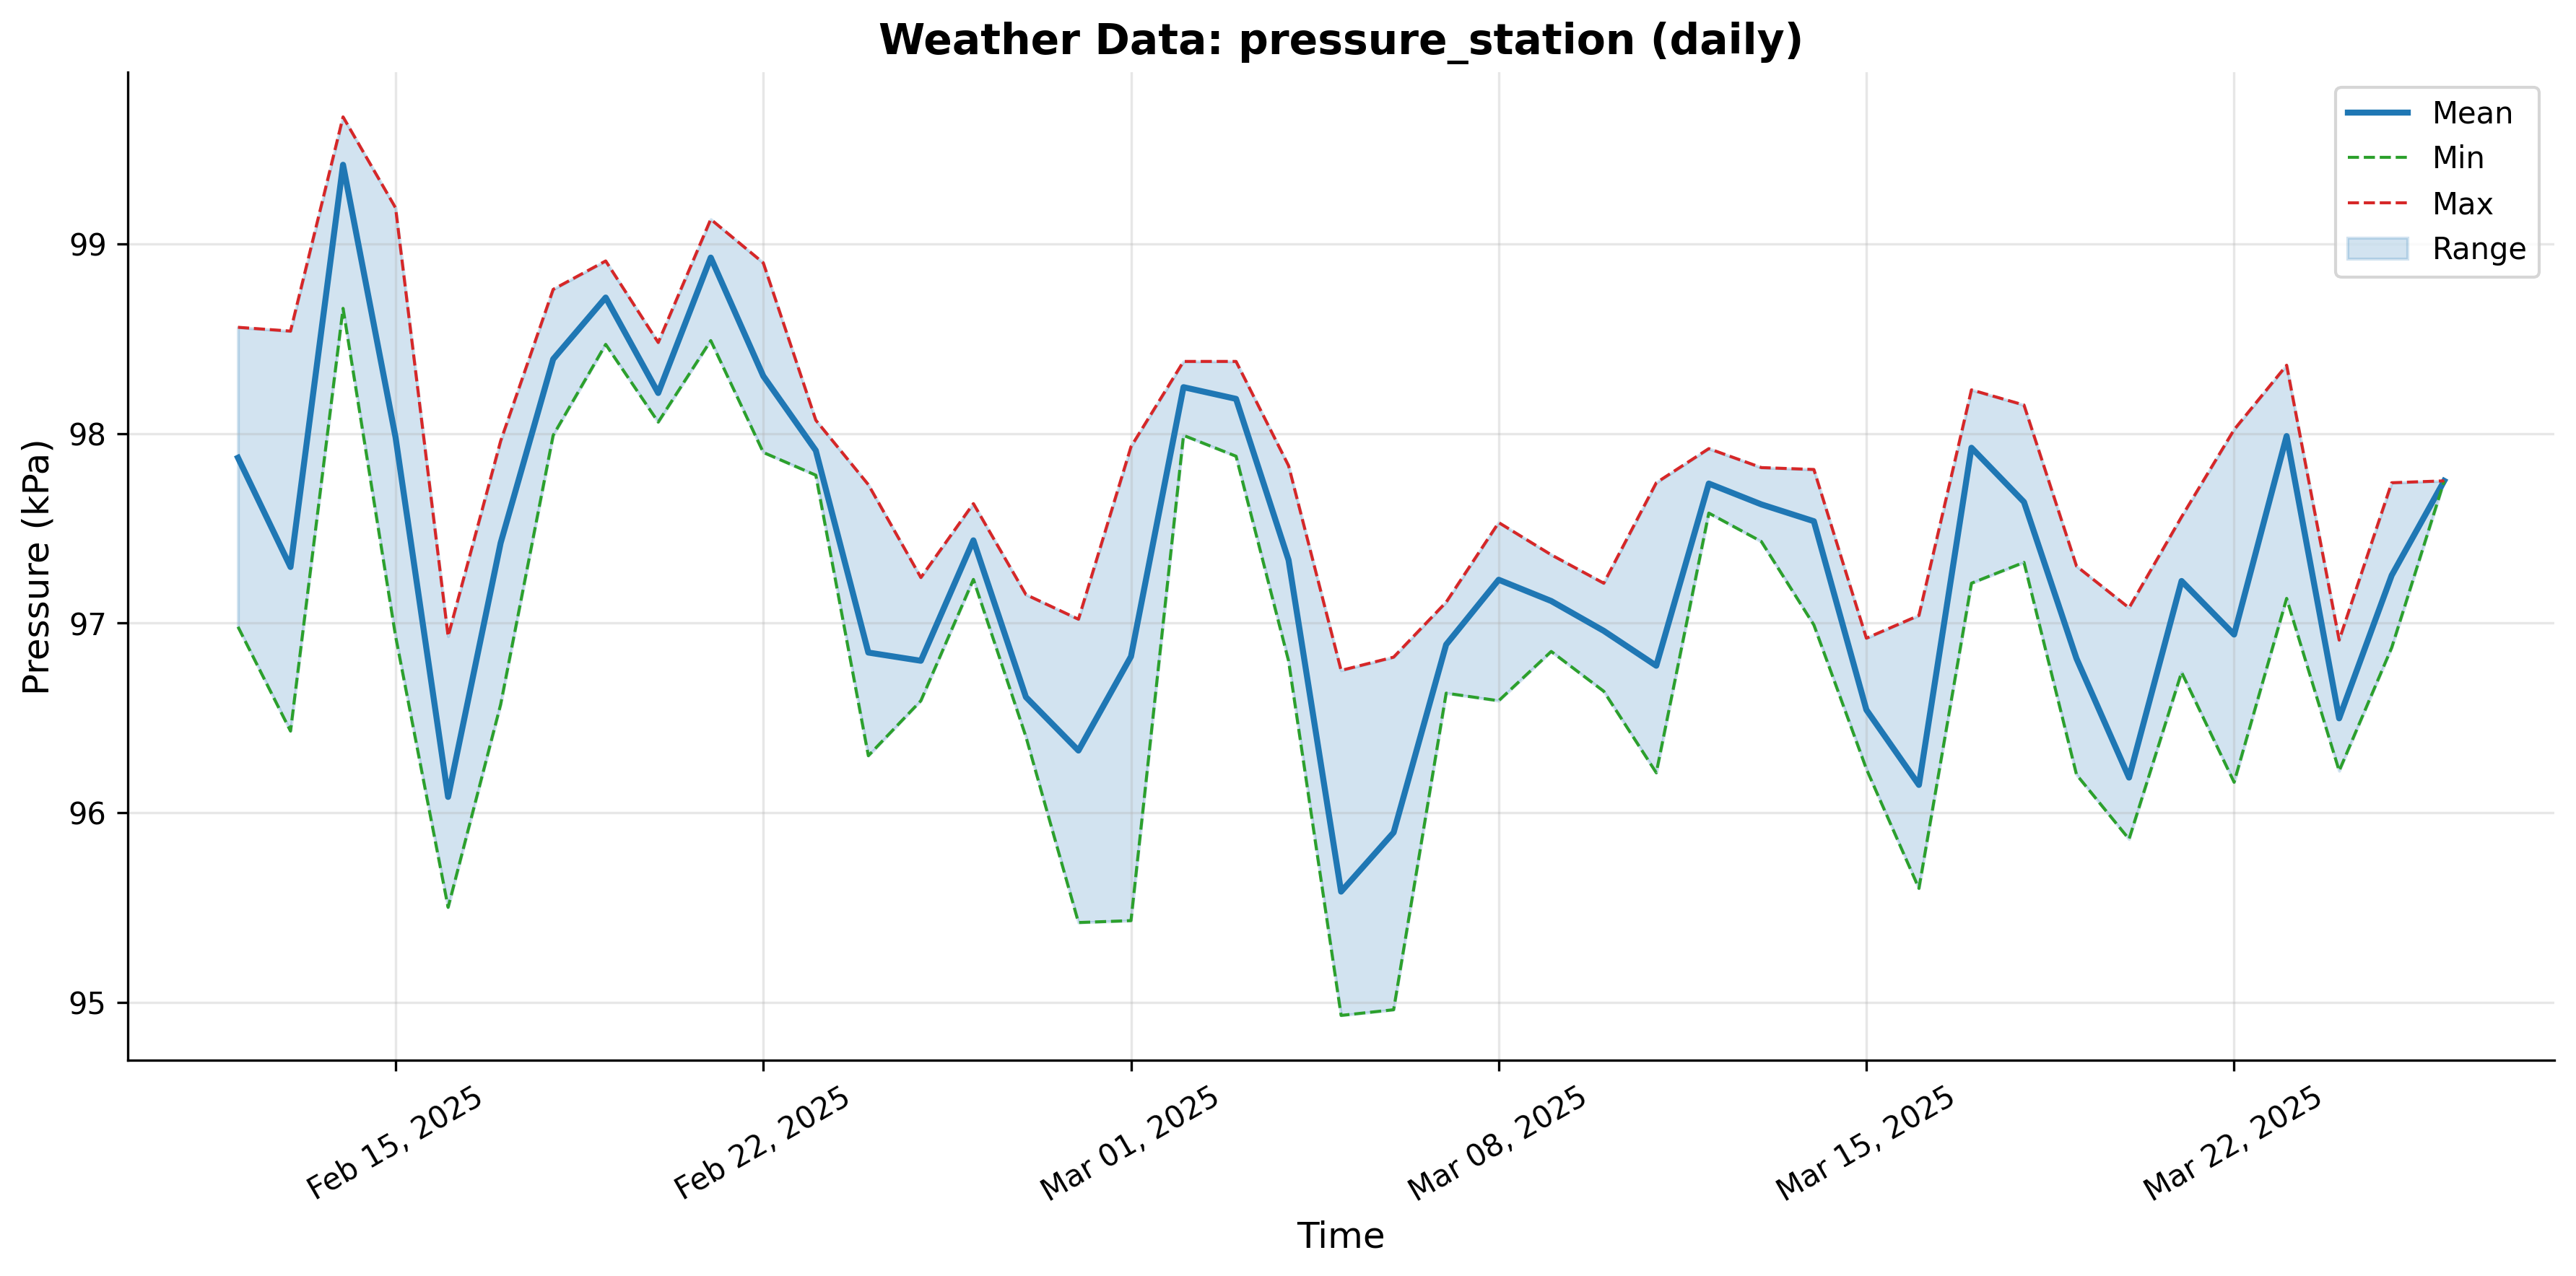 Weather Data: pressure_station (daily)
Mean
Min
Max
Range
Pressure (kPa)
99
98
97
96
95
Feb 15, 2025
Feb 22, 2025
Mar 01, 2025
Mar 08, 2025
Mar 15, 2025
Mar 22, 2025
Time